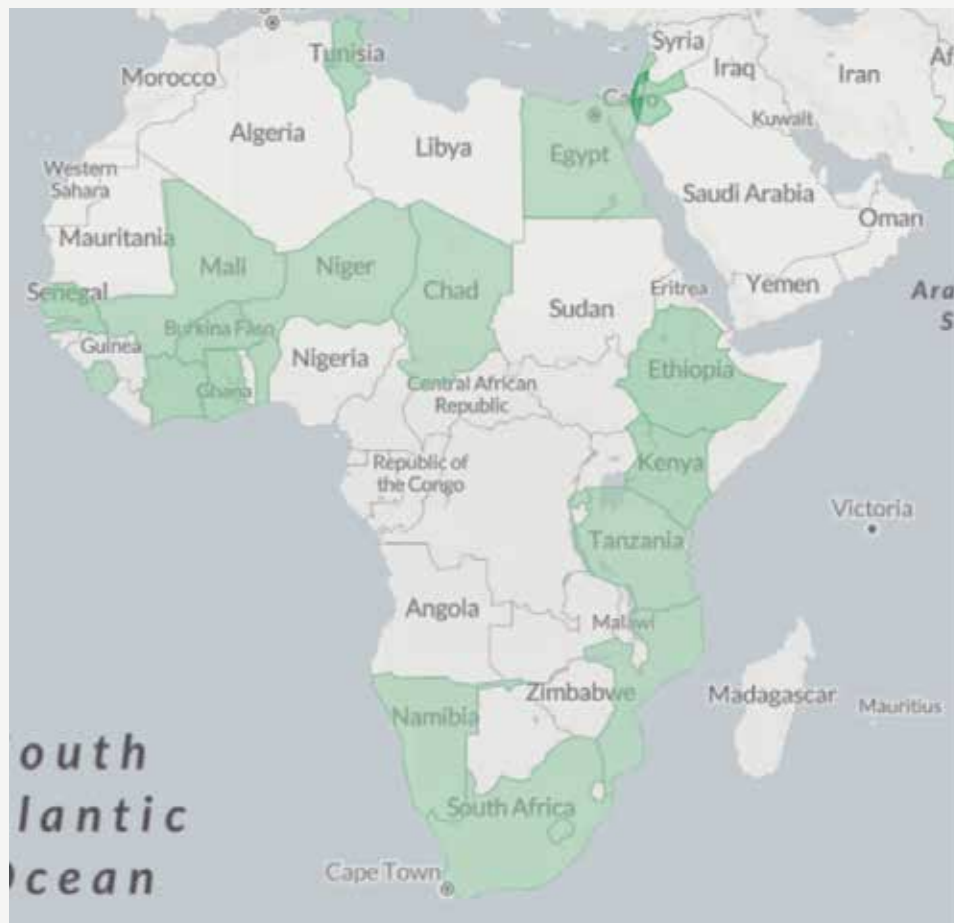 Tunisia
Syria
Iraq
Iran
Af
Morocco
Algeria
Libya
Cairo
Egypt
Kuwait
Western
Sahara
Saudi Arabia
Oman
Mauritania
Mali
Niger
Chad
Sudan
Eritrea
Yemen
Ara
S
Senegal
Guinea
Burkina Faso
Ghana
Nigeria
Central African
Republic
Ethiopia
Republic of
the Congo
Kenya
Victoria
Tanzania
Angola
Malawi
Zimbabwe
Madagascar
Mauritius
Namibia
outh
lantic
cean
South Africa
Cape Town